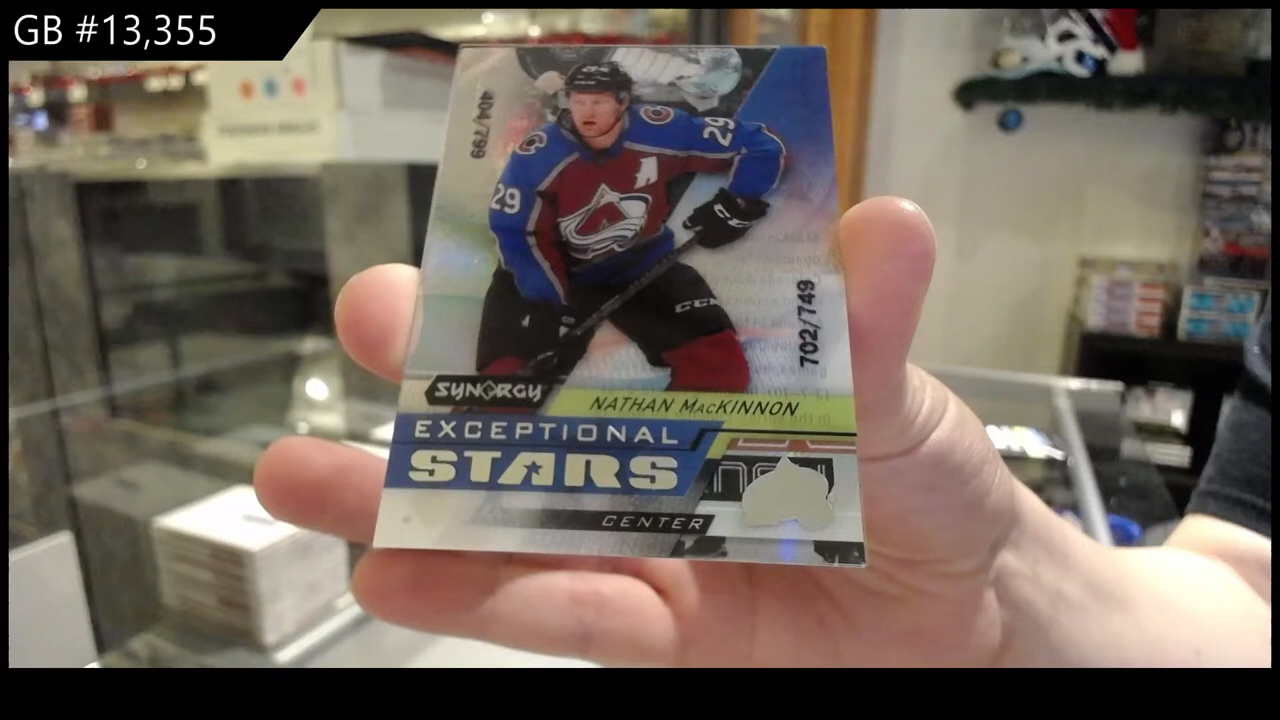 GB #13,355
404/799
29
29
A
CCM
702/749
SYNERGY
NATHAN MacKINNON
EXCEPTIONAL
STARS
CENTER